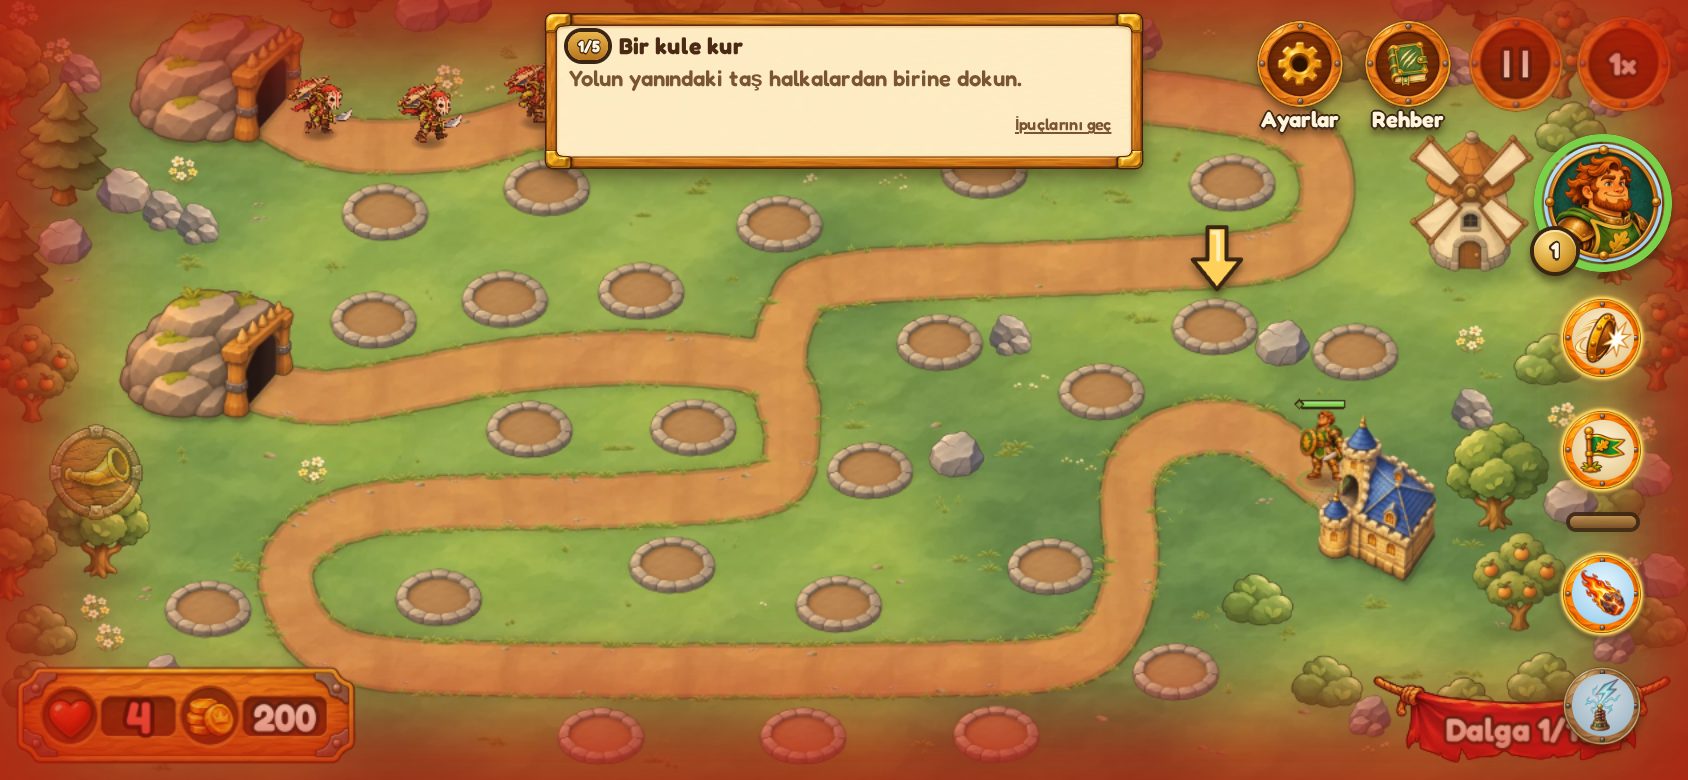 1/5 Bir kule kur
Yolun yanındaki taş halkalardan birine dokun.
İpuçlarını geç
1x
Ayarlar
Rehber
1
4
200
Dalga 1/